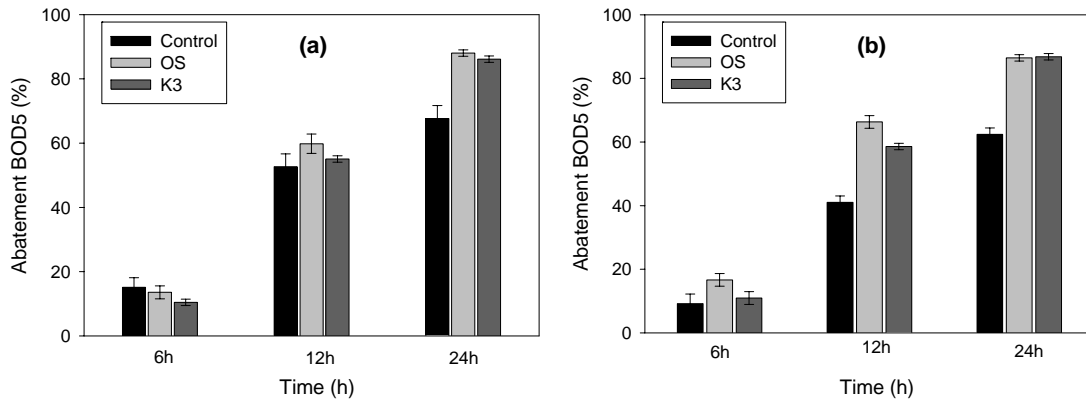 100
80
60
40
20
0
Abatement BOD5 (%)
Control
OS
K3
(a)
6h
12h
24h
Time (h)
100
80
60
40
20
0
Abatement BOD5 (%)
Control
OS
K3
(b)
6h
12h
24h
Time (h)